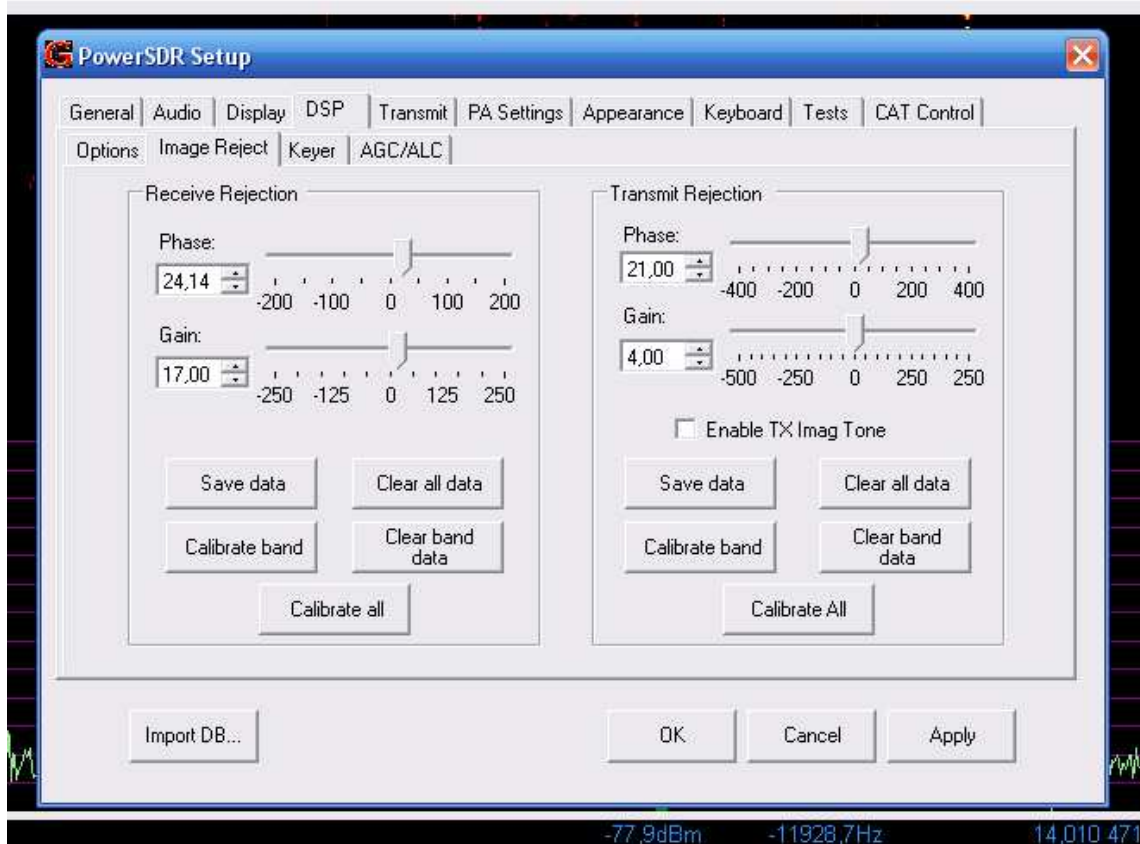 PowerSDR Setup
General Audio Display DSP Transmit PA Settings Appearance Keyboard Tests CAT Control
Options Image Reject Keyer AGC/ALC
Receive Rejection
Phase:
24,14
-200 -100 0 100 200
Gain:
17,00
-250 -125 0 125 250
Save data Clear all data
Calibrate band Clear band
data
Calibrate all
Transmit Rejection
Phase:
21,00
-400 -200 0 200 400
Gain:
4,00
-500 -250 0 250 250
Enable TX Imag Tone
Save data Clear all data
Calibrate band Clear band
data
Calibrate All
Import DB... OK Cancel Apply
-77,9dBm -11928,7Hz 14,010 471